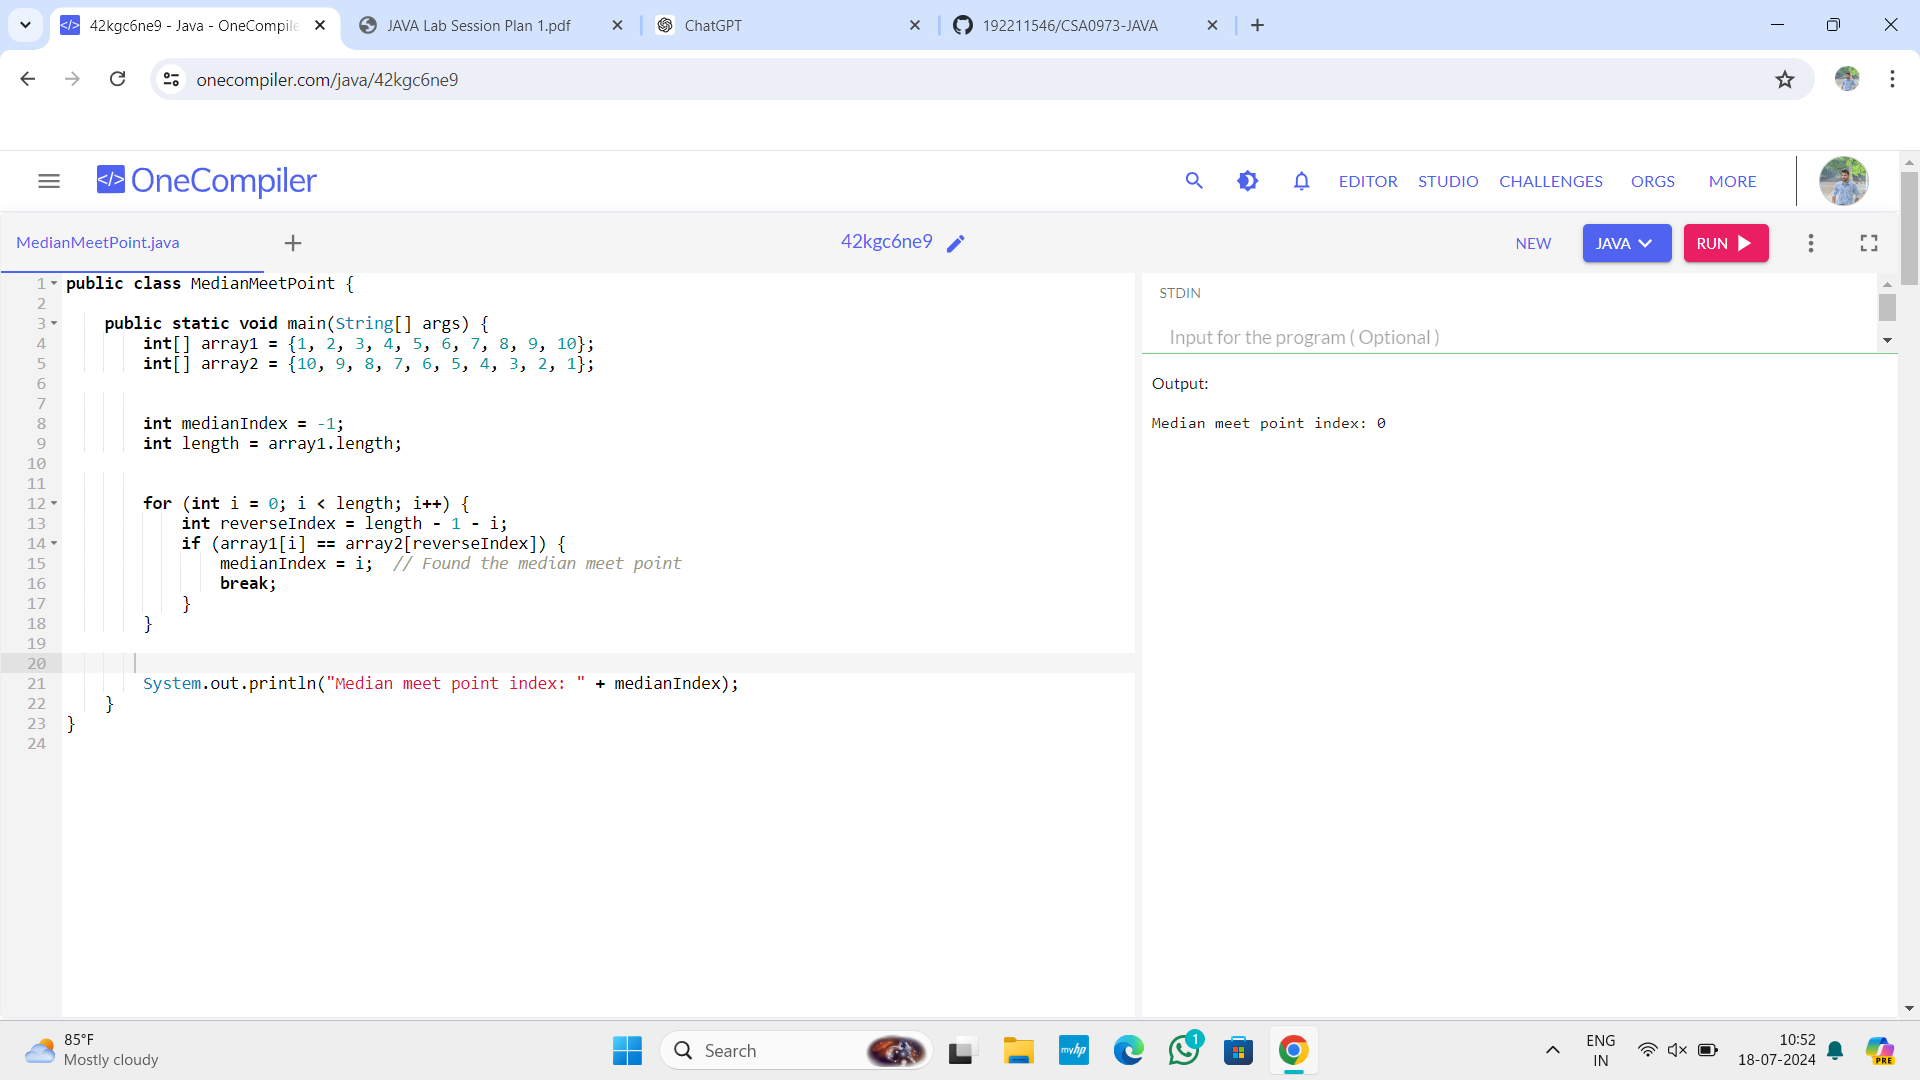 42kgc6ne9 - Java - OneCompile
JAVA Lab Session Plan 1.pdf
ChatGPT
192211546/CSA0973-JAVA
onecompiler.com/java/42kgc6ne9
</> OneCompiler
EDITOR STUDIO CHALLENGES ORGS MORE
MedianMeetPoint.java
42kgc6ne9
NEW JAVA RUN
1 public class MedianMeetPoint {
2
3 public static void main(String[] args) {
4 int[] array1 = {1, 2, 3, 4, 5, 6, 7, 8, 9, 10};
5 int[] array2 = {10, 9, 8, 7, 6, 5, 4, 3, 2, 1};
6
7
8 int medianIndex = -1;
9 int length = array1.length;
10
11
12 for (int i = 0; i < length; i++) {
13 int reverseIndex = length - 1 - i;
14 if (array1[i] == array2[reverseIndex]) {
15 medianIndex = i; // Found the median meet point
16 break;
17 }
18 }
19
20
21 System.out.println("Median meet point index: " + medianIndex);
22 }
23 }
24
STDIN
Input for the program ( Optional )
Output:
Median meet point index: 0
85°F
Mostly cloudy
Search
myhp
1
ENG
IN
10:52
18-07-2024
PRE